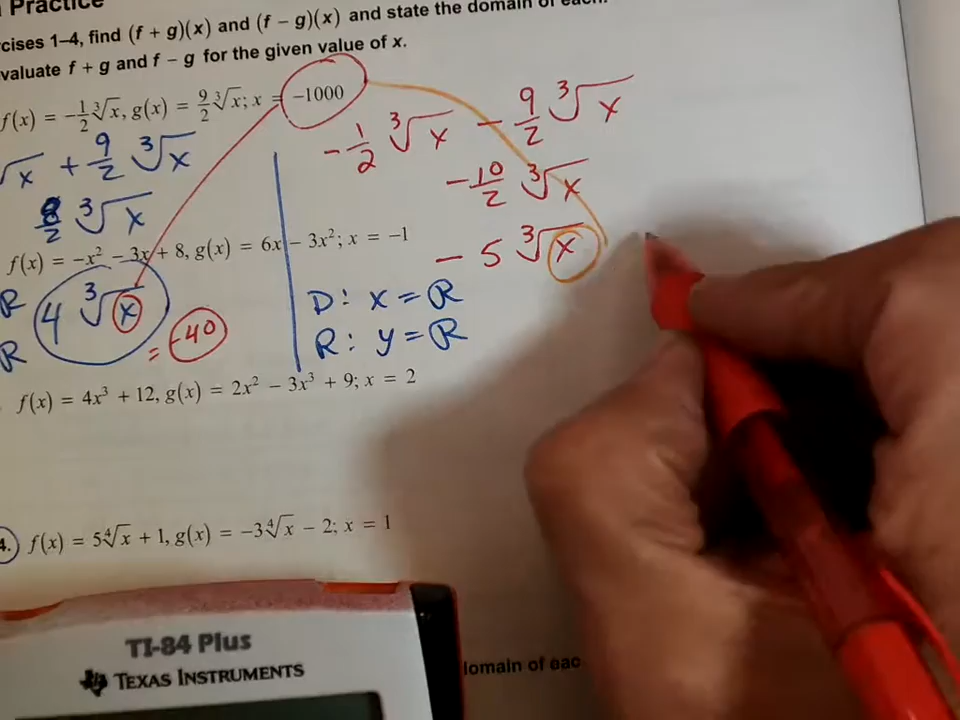 Practice
cises 1–4, find (f + g)(x) and (f − g)(x) and state the domain of each.
valuate f + g and f − g for the given value of x.
f(x) = −1/2 ∛x, g(x) = 9/2 ∛x; x = −1000
√x + 9/2 ∛x
8/2 ∛x
−1/2 ∛x − 9/2 ∛x
−10/2 ∛x
−5 ∛x
f(x) = −x² − 3x + 8, g(x) = 6x − 3x²; x = −1
R
4 ∛x
= −40
R
D: x = ℝ
R: y = ℝ
f(x) = 4x³ + 12, g(x) = 2x² − 3x³ + 9; x = 2
4. f(x) = 5∜x + 1, g(x) = −3∜x − 2; x = 1
TI-84 Plus
TEXAS INSTRUMENTS
domain of eac